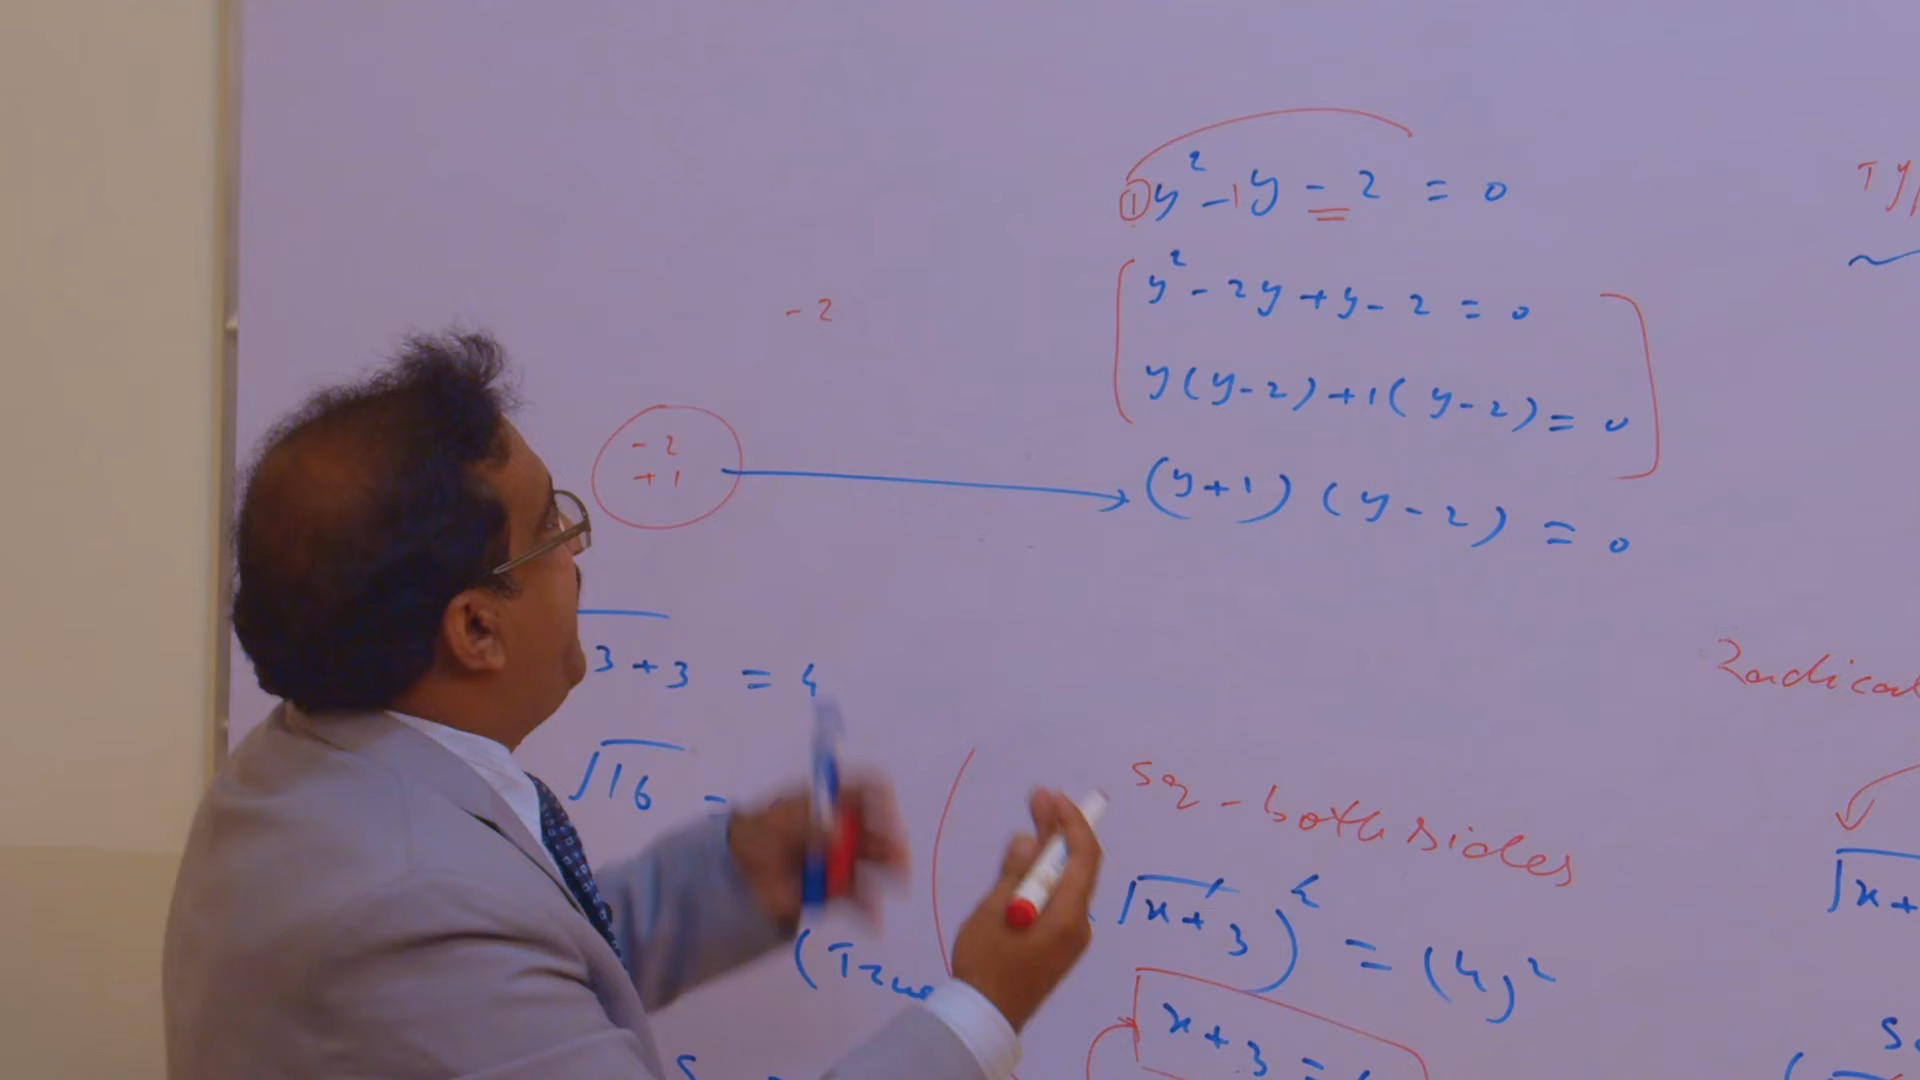 ①y² - 1y - 2 = 0
y² - 2y + y - 2 = 0
- 2
y(y-2) + 1(y-2) = 0
- 2
+ 1
(y+1) (y-2) = 0
3 + 3 = 4
√16 =
sq - both sides
√x+3)² = (4)²
(True
x + 3 =
√x+